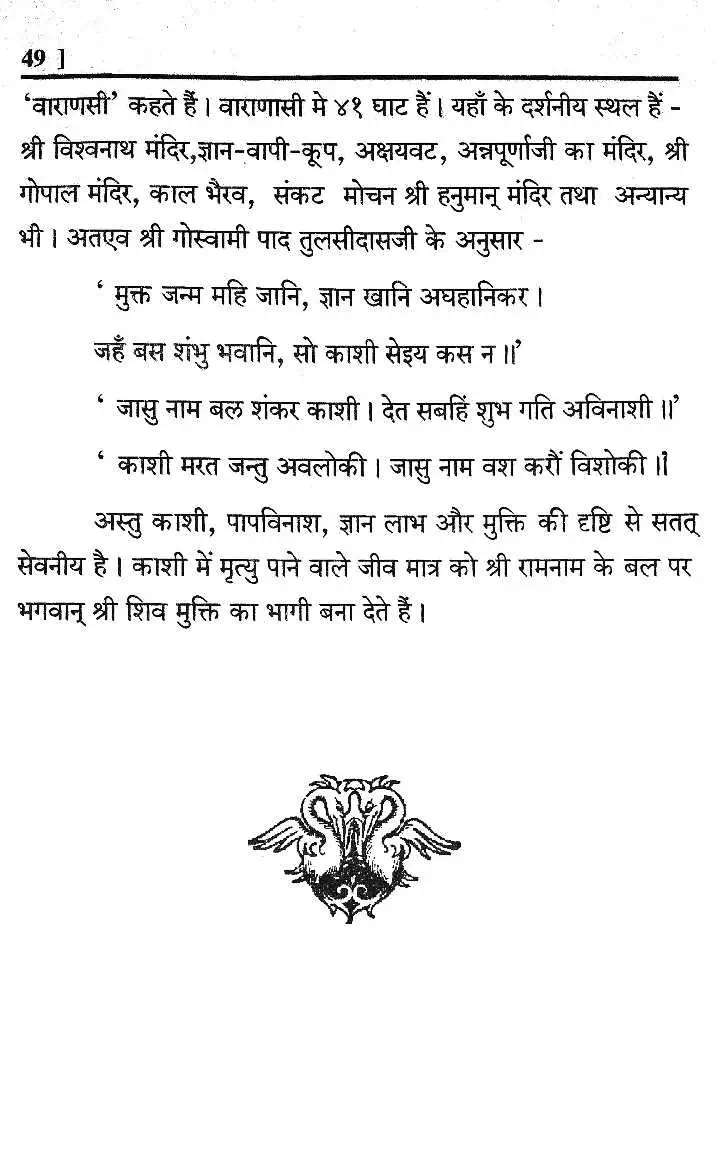 49 ]
‘वाराणसी’ कहते हैं। वाराणासी मे ४१ घाट हैं। यहाँ के दर्शनीय स्थल हैं -
श्री विश्वनाथ मंदिर,ज्ञान-वापी-कूप, अक्षयवट, अन्नपूर्णाजी का मंदिर, श्री
गोपाल मंदिर, काल भैरव, संकट मोचन श्री हनुमान् मंदिर तथा अन्यान्य
भी। अतएव श्री गोस्वामी पाद तुलसीदासजी के अनुसार -
‘ मुक्त जन्म महि जानि, ज्ञान खानि अघहानिकर।
जहँ बस शंभु भवानि, सो काशी सेइय कस न॥’
‘ जासु नाम बल शंकर काशी। देत सबहिं शुभ गति अविनाशी॥’
‘ काशी मरत जन्तु अवलोकी। जासु नाम वश करौं विशोकी॥
अस्तु काशी, पापविनाश, ज्ञान लाभ और मुक्ति की दृष्टि से सतत्
सेवनीय है। काशी में मृत्यु पाने वाले जीव मात्र को श्री रामनाम के बल पर
भगवान् श्री शिव मुक्ति का भागी बना देते हैं।